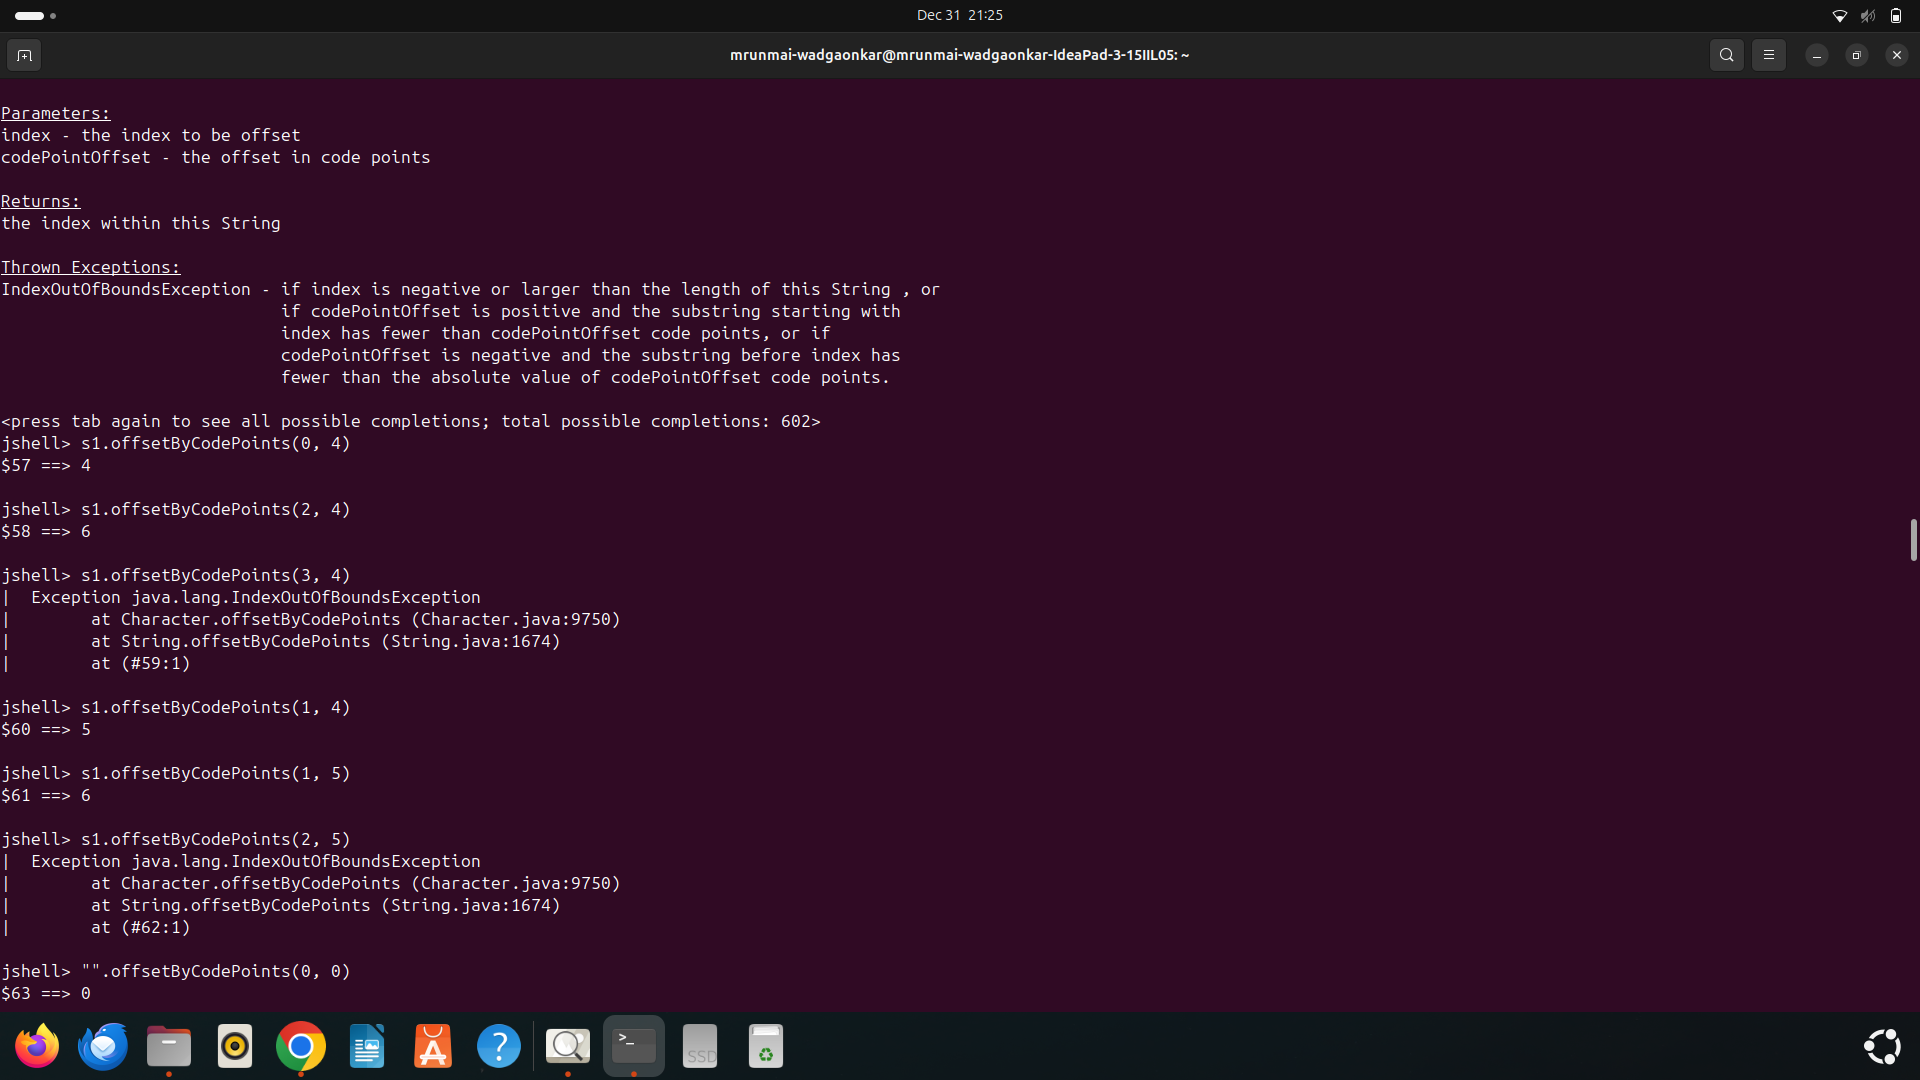 Dec 31 21:25
mrunmai-wadgaonkar@mrunmai-wadgaonkar-IdeaPad-3-15IIL05: ~
Parameters:
index - the index to be offset
codePointOffset - the offset in code points
Returns:
the index within this String
Thrown Exceptions:
IndexOutOfBoundsException - if index is negative or larger than the length of this String , or
if codePointOffset is positive and the substring starting with
index has fewer than codePointOffset code points, or if
codePointOffset is negative and the substring before index has
fewer than the absolute value of codePointOffset code points.
<press tab again to see all possible completions; total possible completions: 602>
jshell> s1.offsetByCodePoints(0, 4)
$57 ==> 4
jshell> s1.offsetByCodePoints(2, 4)
$58 ==> 6
jshell> s1.offsetByCodePoints(3, 4)
|  Exception java.lang.IndexOutOfBoundsException
|        at Character.offsetByCodePoints (Character.java:9750)
|        at String.offsetByCodePoints (String.java:1674)
|        at (#59:1)
jshell> s1.offsetByCodePoints(1, 4)
$60 ==> 5
jshell> s1.offsetByCodePoints(1, 5)
$61 ==> 6
jshell> s1.offsetByCodePoints(2, 5)
|  Exception java.lang.IndexOutOfBoundsException
|        at Character.offsetByCodePoints (Character.java:9750)
|        at String.offsetByCodePoints (String.java:1674)
|        at (#62:1)
jshell> "".offsetByCodePoints(0, 0)
$63 ==> 0
?
>_
SSD